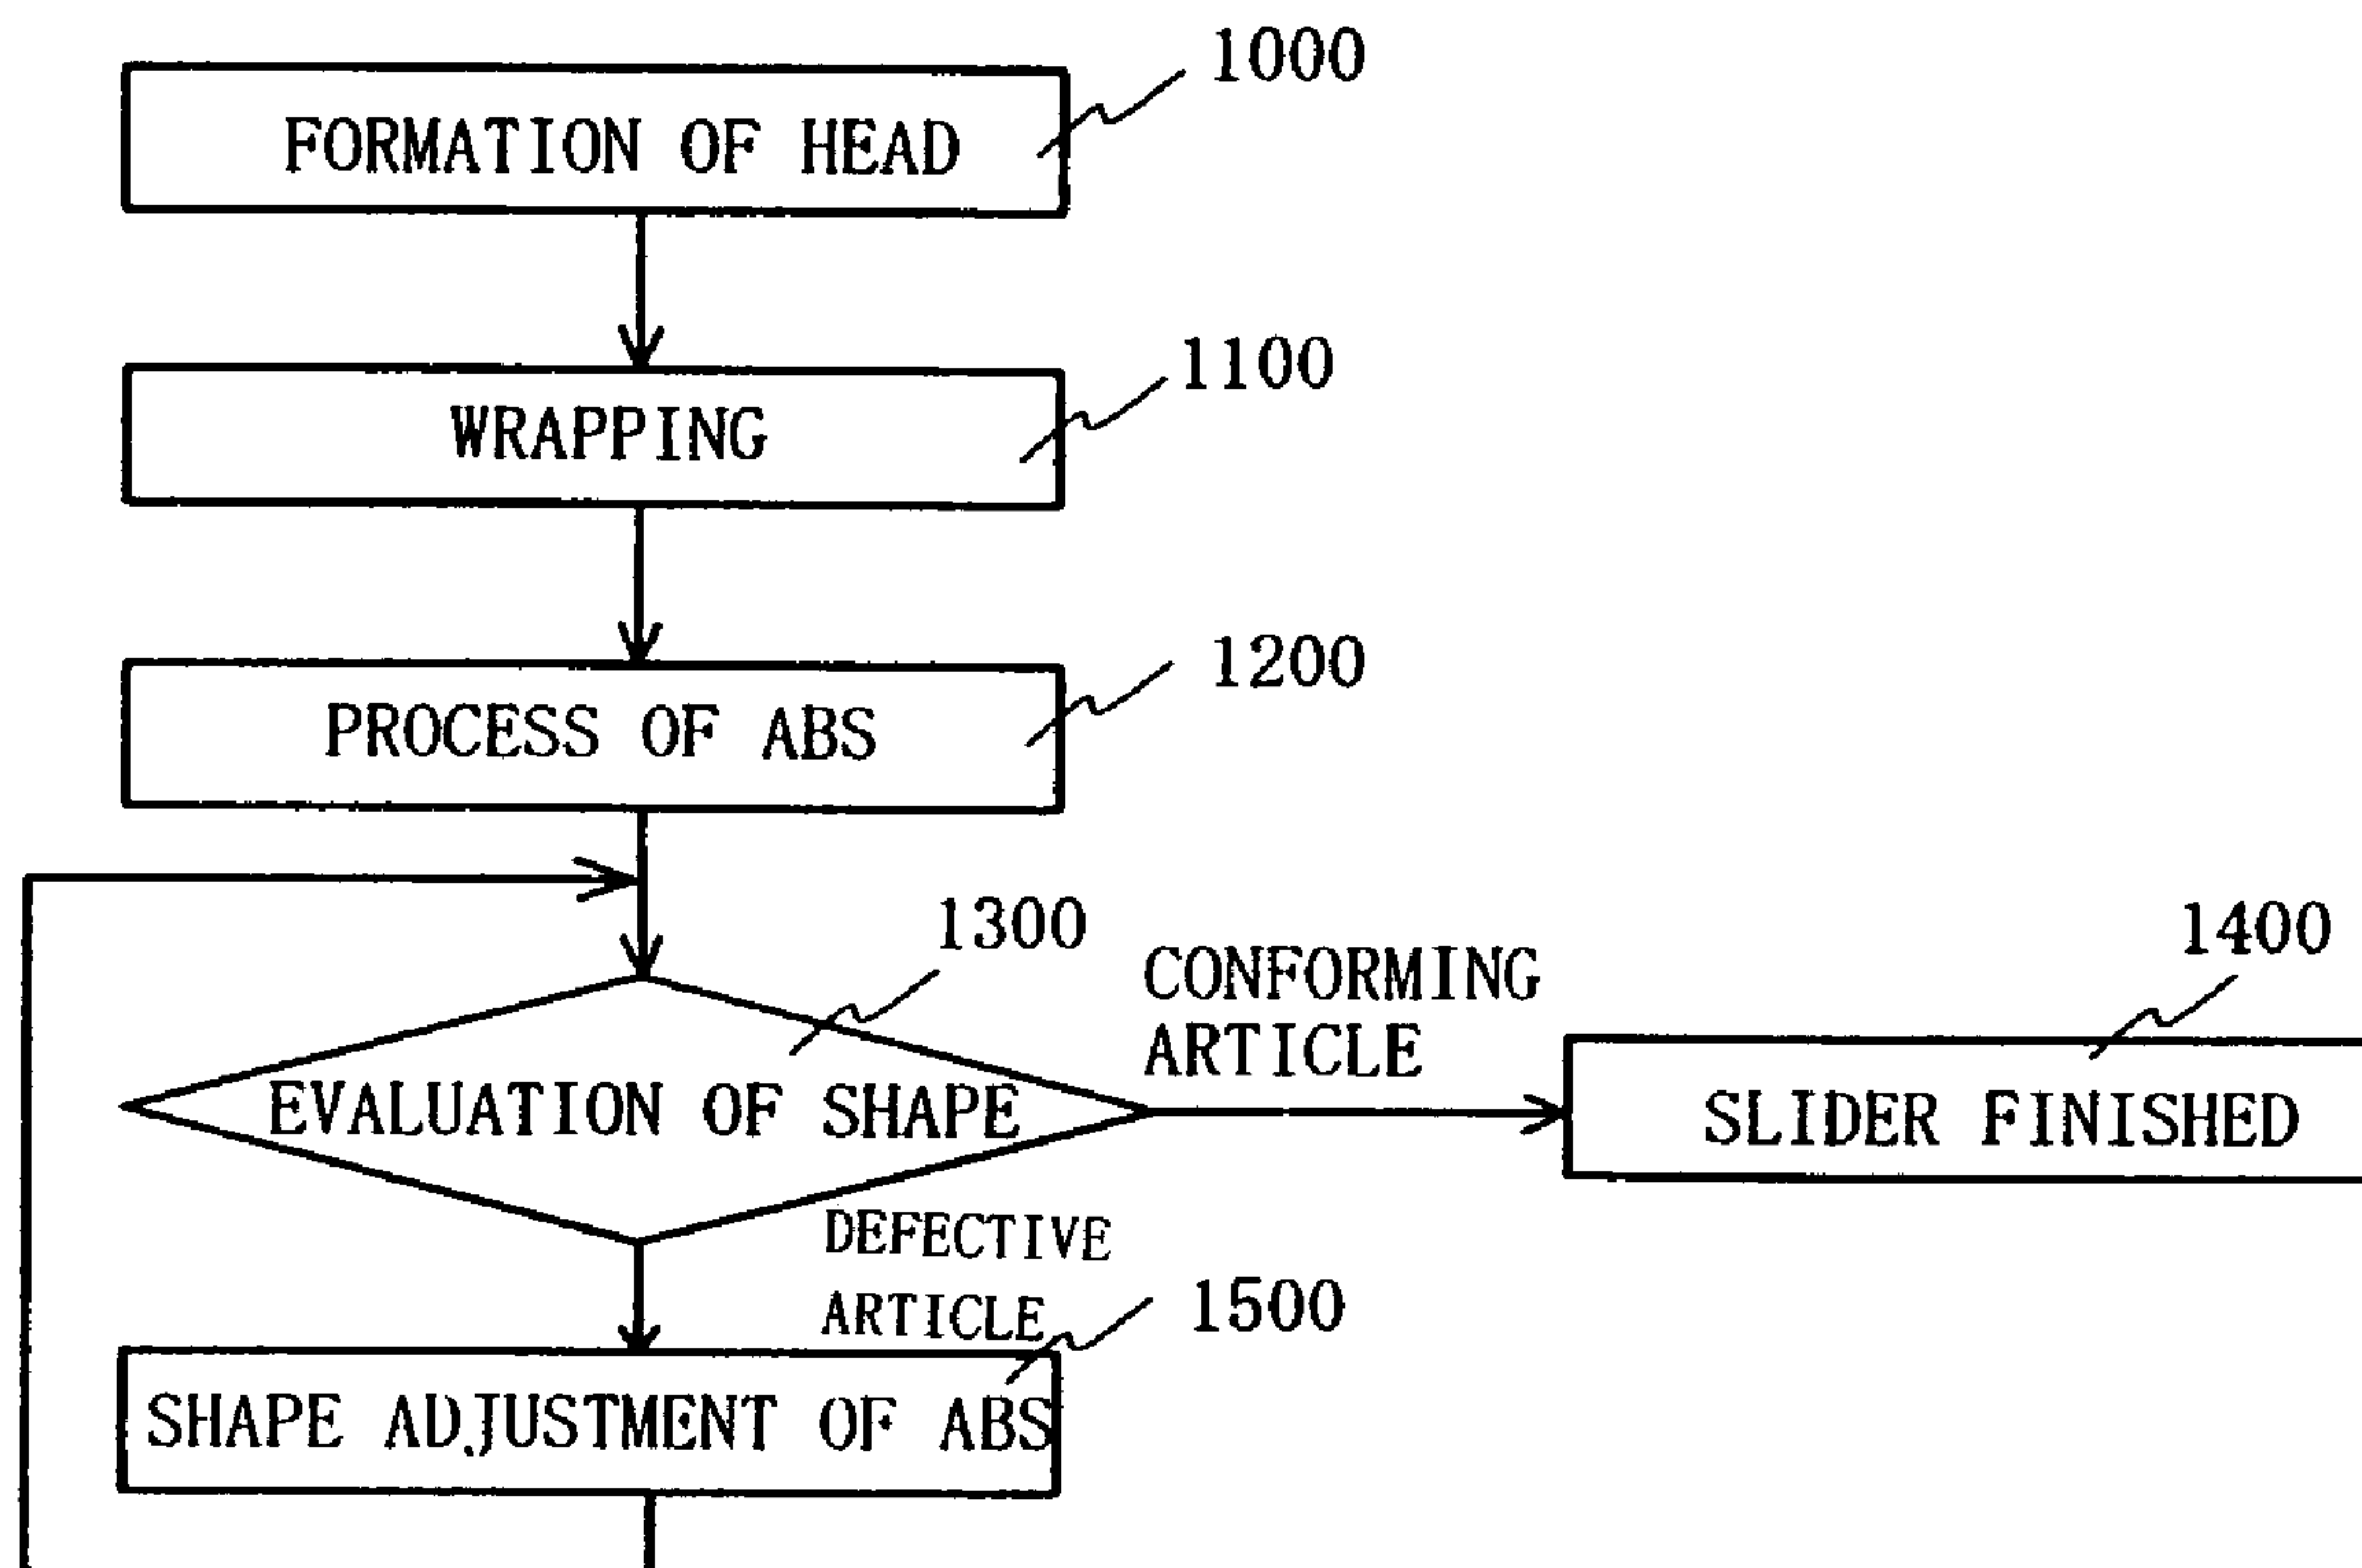 1000
FORMATION OF HEAD
1100
WRAPPING
1200
PROCESS OF ABS
1300
CONFORMING
ARTICLE
1400
EVALUATION OF SHAPE
SLIDER FINISHED
DEFECTIVE
ARTICLE
1500
SHAPE ADJUSTMENT OF ABS